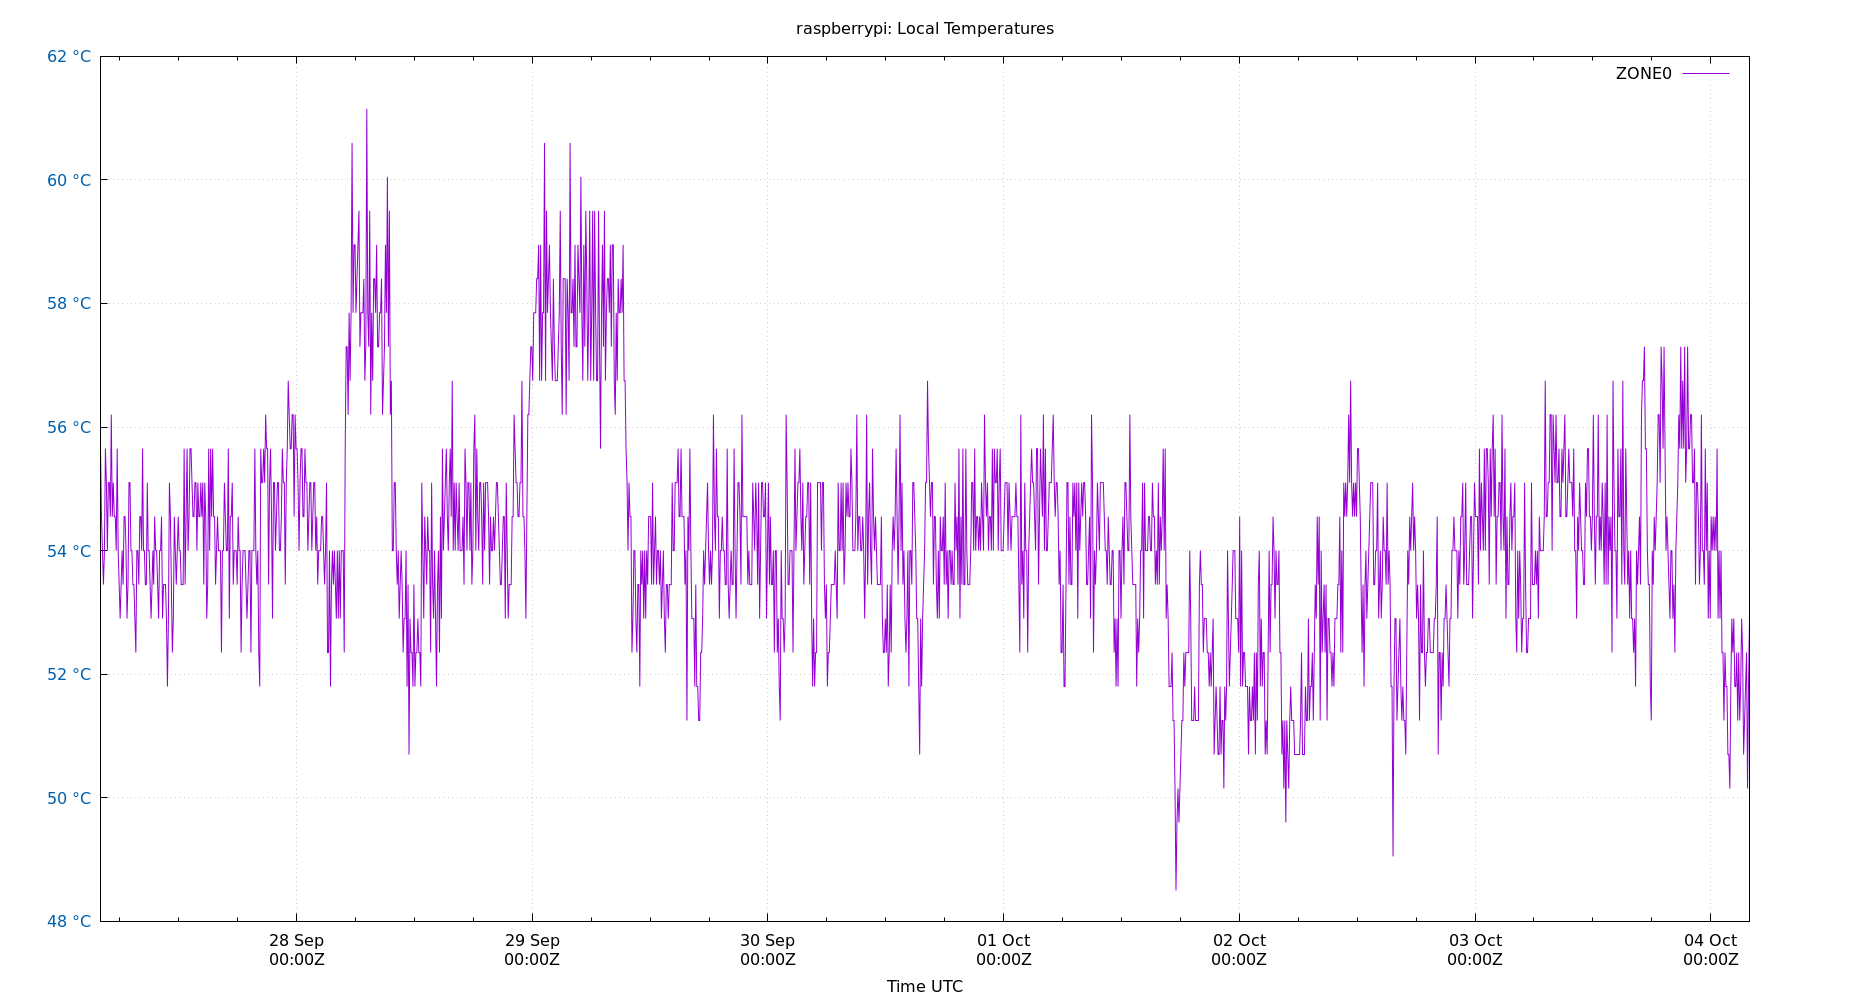 raspberrypi: Local Temperatures
62 °C
ZONE0
60 °C
58 °C
56 °C
54 °C
52 °C
50 °C
48 °C
28 Sep 29 Sep 30 Sep 01 Oct 02 Oct 03 Oct 04 Oct
00:00Z 00:00Z 00:00Z 00:00Z 00:00Z 00:00Z 00:00Z
Time UTC